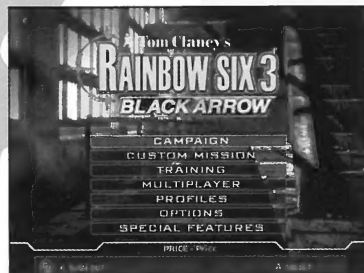 Tom Clancy's
RAINBOW SIX 3
BLACK ARROW
CAMPAIGN
CUSTOM MISSION
TRAINING
MULTIPLAYER
PROFILES
OPTIONS
SPECIAL FEATURES